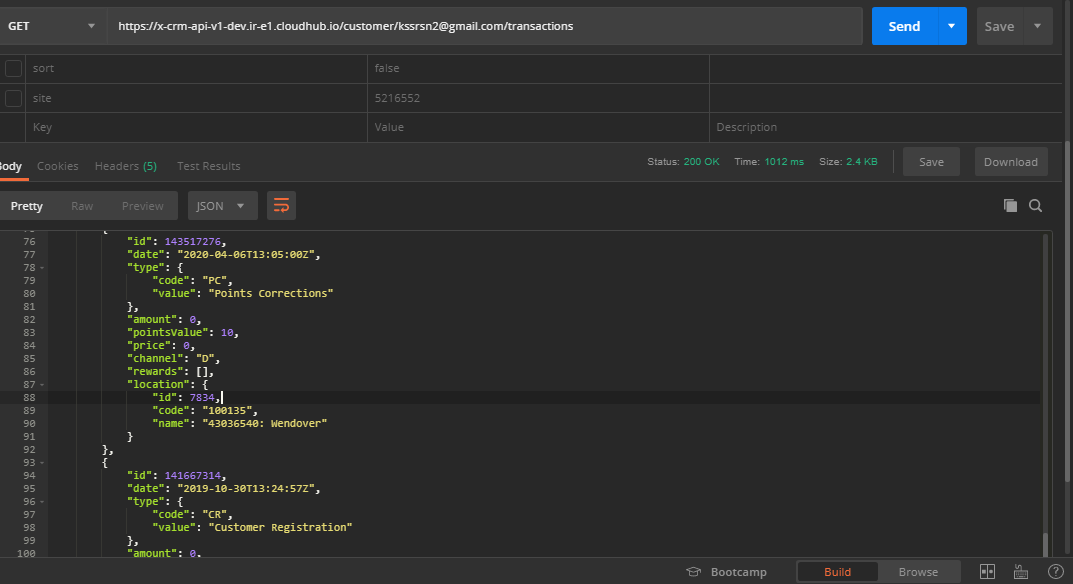 GET https://x-crm-api-v1-dev.ir-e1.cloudhub.io/customer/kssrsn2@gmail.com/transactions Send Save
sort false
site 5216552
Key Value Description
Body Cookies Headers (5) Test Results Status: 200 OK Time: 1012 ms Size: 2.4 KB Save Download
Pretty Raw Preview JSON
75 {
76 "id": 143517276,
77 "date": "2020-04-06T13:05:00Z",
78 "type": {
79 "code": "PC",
80 "value": "Points Corrections"
81 },
82 "amount": 0,
83 "pointsValue": 10,
84 "price": 0,
85 "channel": "D",
86 "rewards": [],
87 "location": {
88 "id": 7834,
89 "code": "100135",
90 "name": "43036540: Wendover"
91 }
92 },
93 {
94 "id": 141667314,
95 "date": "2019-10-30T13:24:57Z",
96 "type": {
97 "code": "CR",
98 "value": "Customer Registration"
99 },
100 "amount": 0,
Bootcamp Build Browse ?